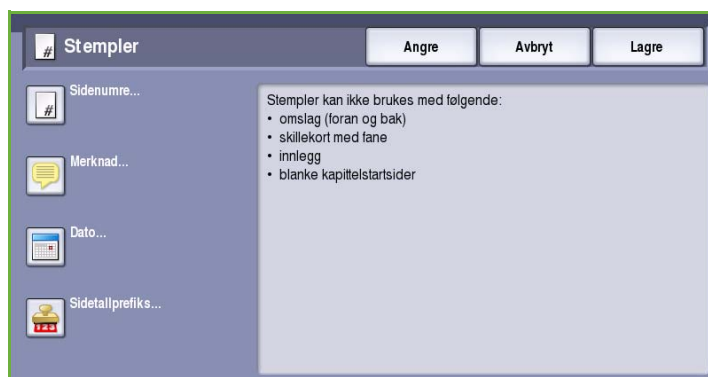 Stempler
Angre
Avbryt
Lagre
Sidenumre...
Merknad...
Dato...
Sidetallprefiks...
Stempler kan ikke brukes med følgende:
• omslag (foran og bak)
• skillekort med fane
• innlegg
• blanke kapittelstartsider